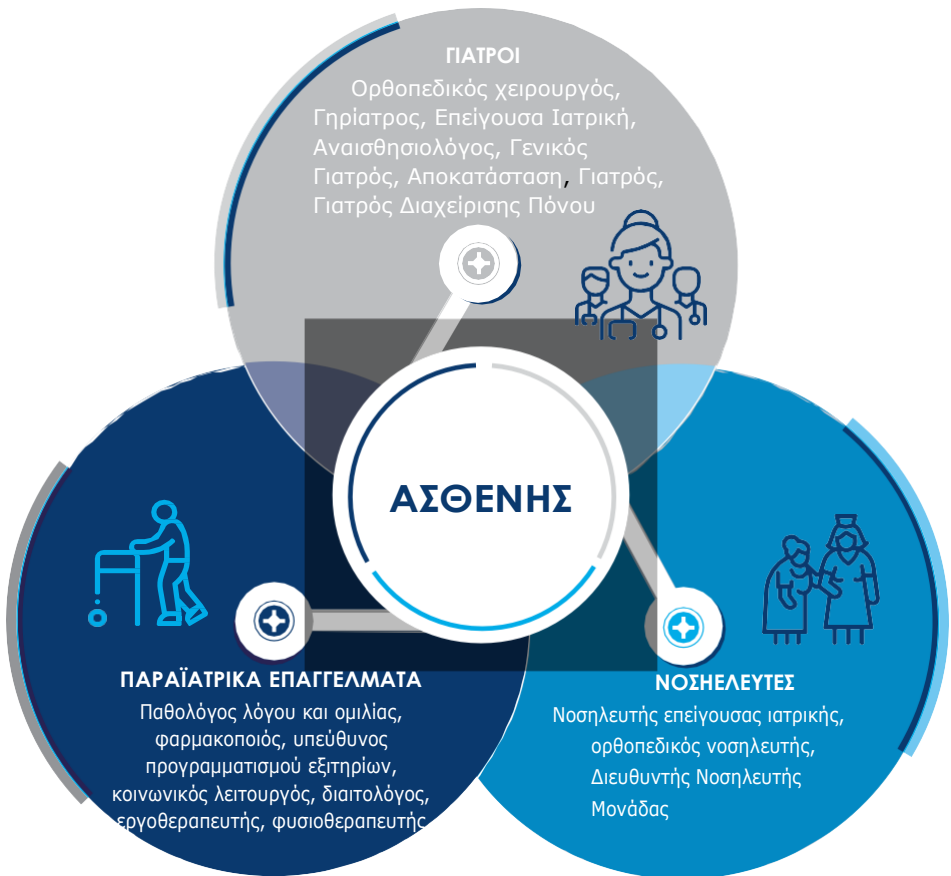 ΓΙΑΤΡΟΙ
Ορθοπεδικός χειρουργός,
Γηρίατρος, Επείγουσα Ιατρική,
Αναισθησιολόγος, Γενικός
Γιατρός, Αποκατάσταση, Γιατρός,
Γιατρός Διαχείρισης Πόνου
ΑΣΘΕΝΗΣ
ΠΑΡΑΪΑΤΡΙΚΑ ΕΠΑΓΓΕΛΜΑΤΑ
Παθολόγος λόγου και ομιλίας,
φαρμακοποιός, υπεύθυνος
προγραμματισμού εξιτηρίων,
κοινωνικός λειτουργός, διαιτολόγος,
εργοθεραπευτής, φυσιοθεραπευτής
ΝΟΣΗΕΛΕΥΤΕΣ
Νοσηλευτής επείγουσας ιατρικής,
ορθοπεδικός νοσηλευτής,
Διευθυντής Νοσηλευτής
Μονάδας